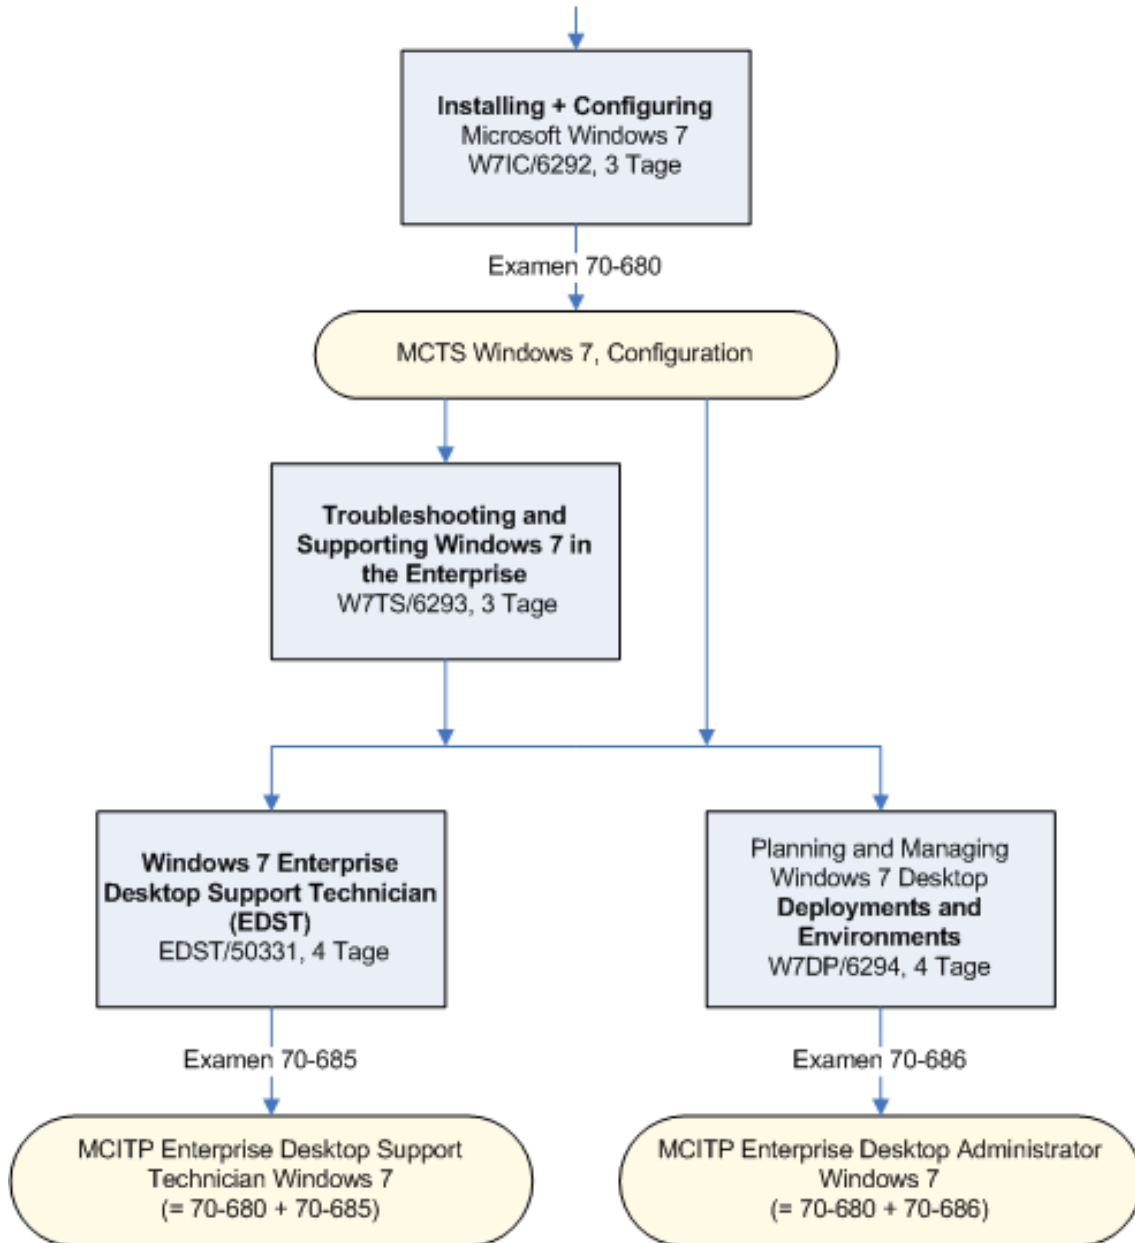 Installing + Configuring
Microsoft Windows 7
W7IC/6292, 3 Tage
Examen 70-680
MCTS Windows 7, Configuration
Troubleshooting and
Supporting Windows 7 in
the Enterprise
W7TS/6293, 3 Tage
Windows 7 Enterprise
Desktop Support Technician
(EDST)
EDST/50331, 4 Tage
Planning and Managing
Windows 7 Desktop
Deployments and
Environments
W7DP/6294, 4 Tage
Examen 70-685
Examen 70-686
MCITP Enterprise Desktop Support
Technician Windows 7
(= 70-680 + 70-685)
MCITP Enterprise Desktop Administrator
Windows 7
(= 70-680 + 70-686)